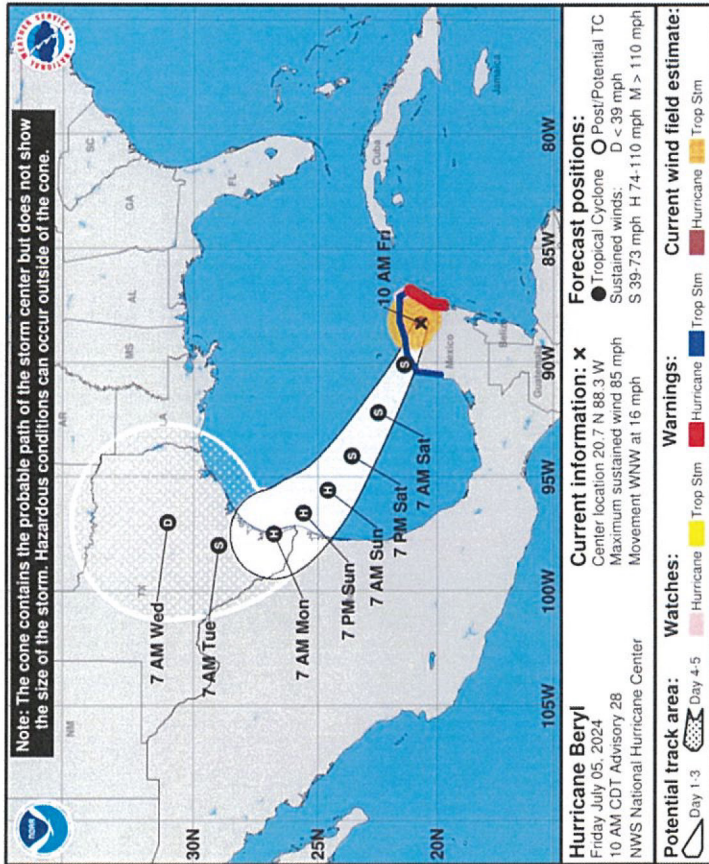 Note: The cone contains the probable path of the storm center but does not show
the size of the storm. Hazardous conditions can occur outside of the cone.
NOAA
NATIONAL WEATHER SERVICE
NM
TX
AR
LA
MS
AL
GA
SC
FL
30N
25N
20N
105W
100W
95W
90W
85W
80W
7 AM Wed
D
7 AM Tue
S
7 AM Mon
H
7 PM Sun
H
7 AM Sun
H
7 PM Sat
S
7 AM Sat
S
S
10 AM Fri
Mexico
Cuba
Jamaica
Hurricane Beryl
Friday July 05, 2024
10 AM CDT Advisory 28
NWS National Hurricane Center
Current information: x
Center location 20.7 N 88.3 W
Maximum sustained wind 85 mph
Movement WNW at 16 mph
Forecast positions:
● Tropical Cyclone ○ Post/Potential TC
Sustained winds: D < 39 mph
S 39-73 mph H 74-110 mph M > 110 mph
Potential track area:
Day 1-3 Day 4-5
Watches:
Hurricane Trop Stm
Warnings:
Hurricane Trop Stm
Current wind field estimate:
Hurricane Trop Stm